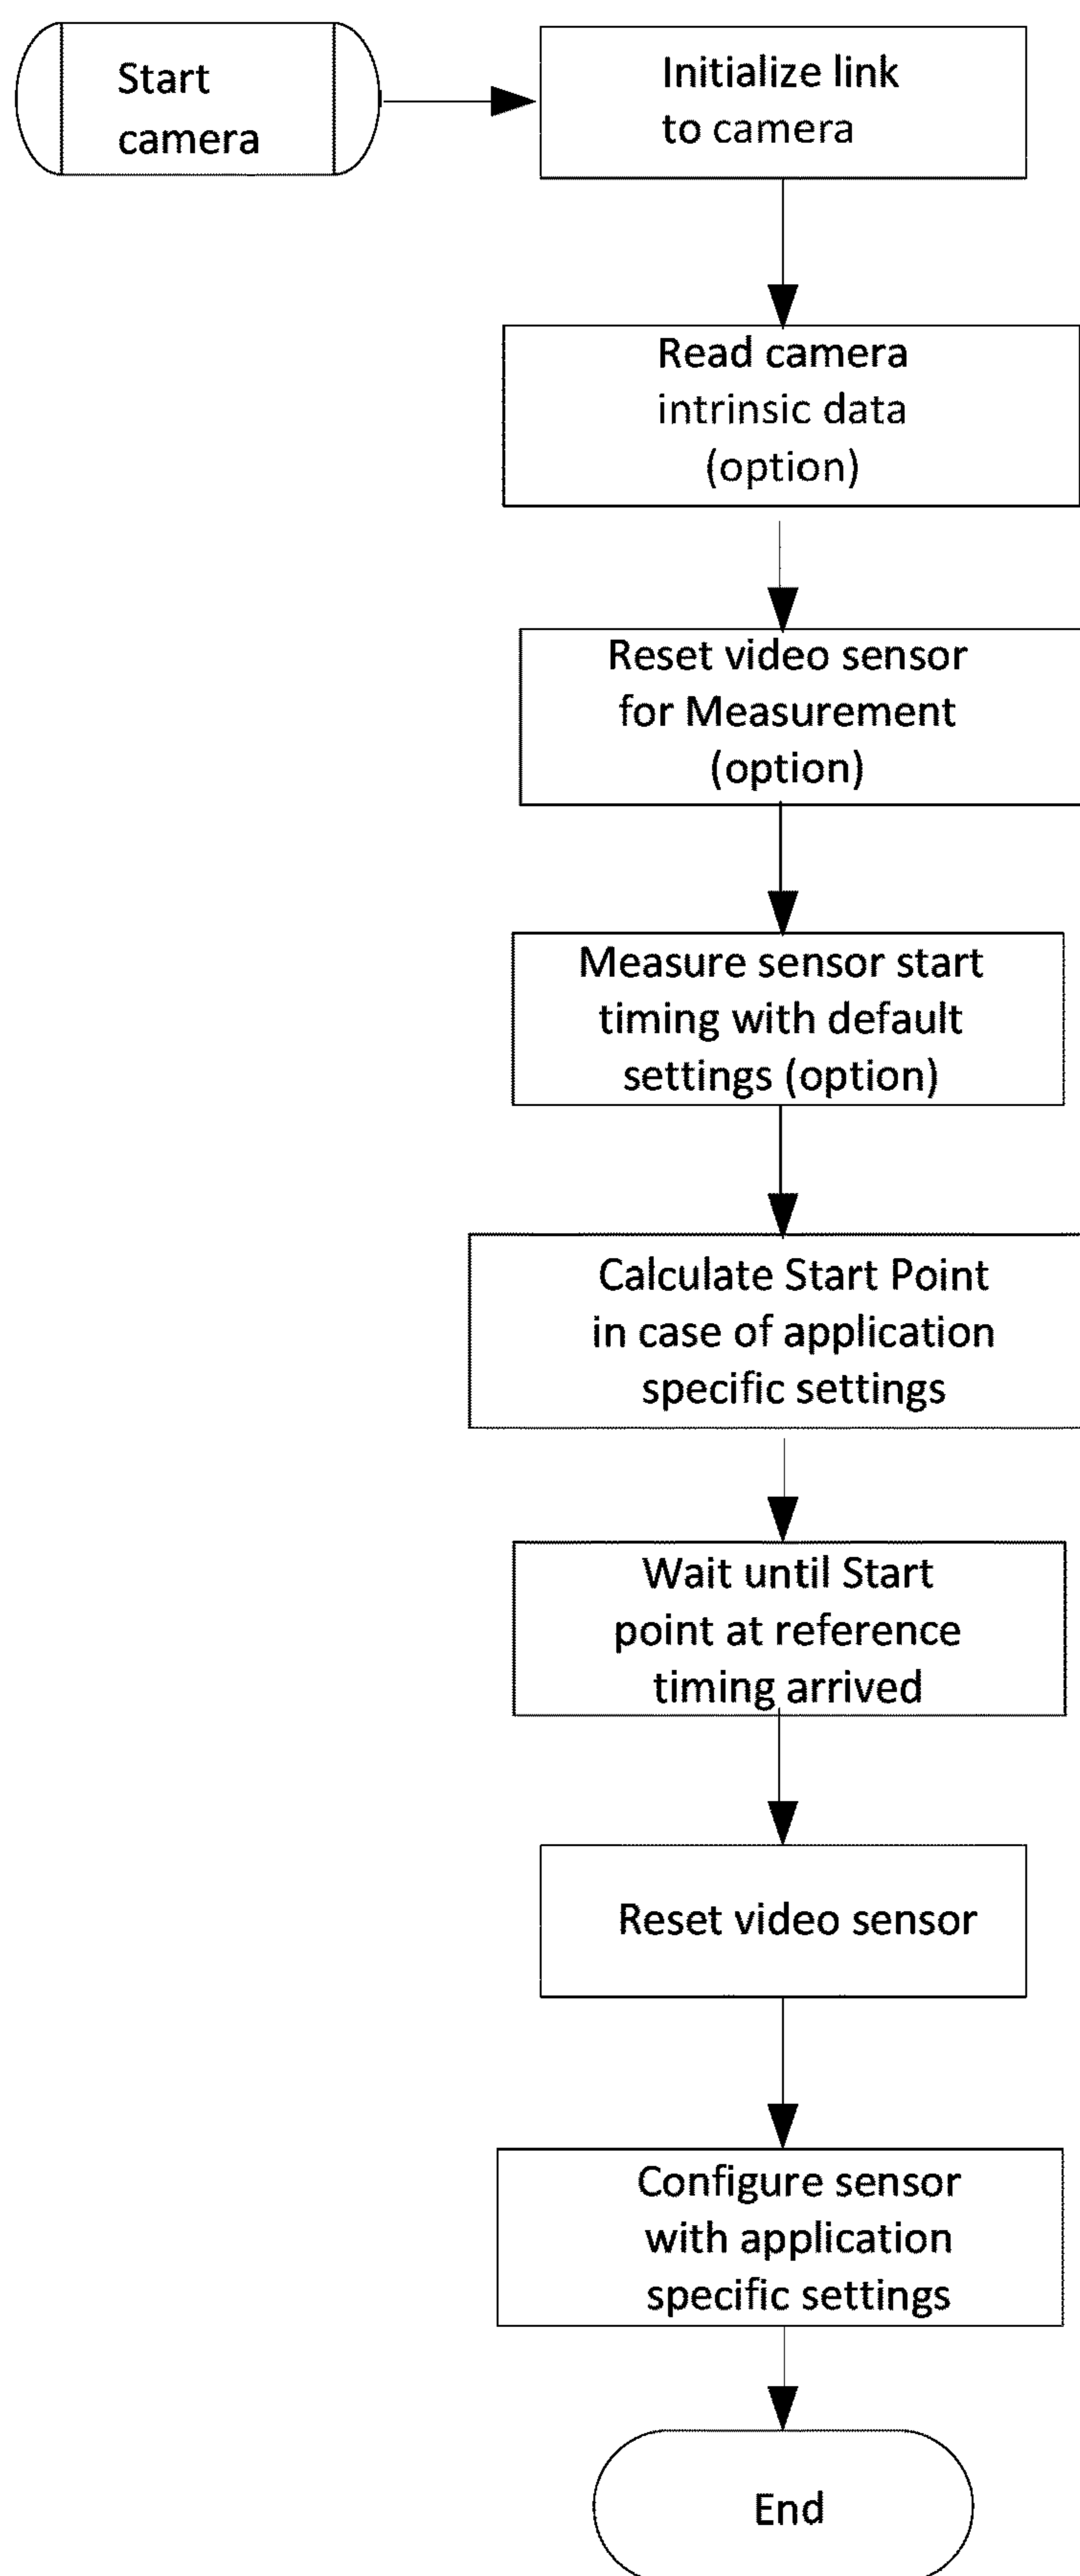 Start
camera
Initialize link
to camera
Read camera
intrinsic data
(option)
Reset video sensor
for Measurement
(option)
Measure sensor start
timing with default
settings (option)
Calculate Start Point
in case of application
specific settings
Wait until Start
point at reference
timing arrived
Reset video sensor
Configure sensor
with application
specific settings
End